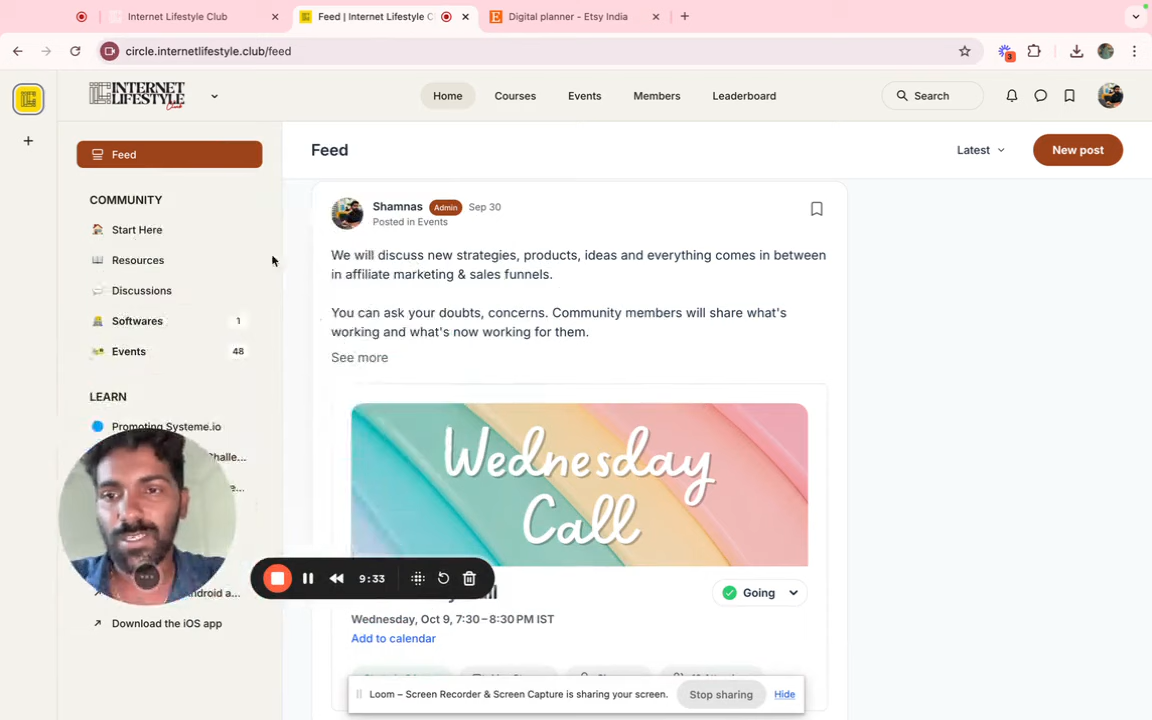 Internet Lifestyle Club
Feed | Internet Lifestyle C
Digital planner - Etsy India
circle.internetlifestyle.club/feed
3
INTERNET
LIFESTYLE
Club
Home
Courses
Events
Members
Leaderboard
Search
Feed
COMMUNITY
Start Here
Resources
Discussions
Softwares
1
Events
48
LEARN
Promoting Systeme.io
Challe...
e...
ndroid a...
Download the iOS app
Feed
Latest
New post
Shamnas
Admin
Sep 30
Posted in Events
We will discuss new strategies, products, ideas and everything comes in between
in affiliate marketing & sales funnels.
You can ask your doubts, concerns. Community members will share what's
working and what's now working for them.
See more
Wednesday
Call
9:33
Going
Wednesday, Oct 9, 7:30 – 8:30 PM IST
Add to calendar
Loom – Screen Recorder & Screen Capture is sharing your screen.
Stop sharing
Hide